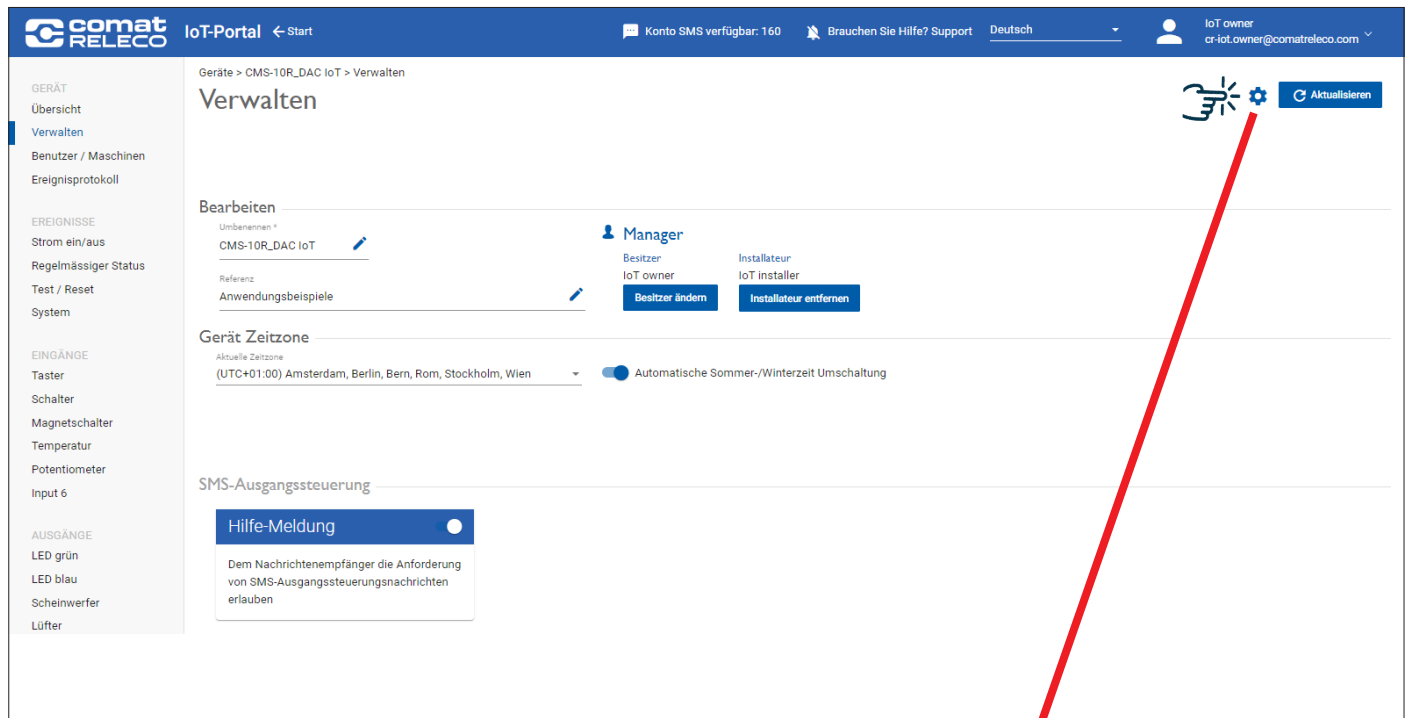 comat RELECO
IoT-Portal ← Start
Konto SMS verfügbar: 160
Brauchen Sie Hilfe? Support
Deutsch
IoT owner
cr-iot.owner@comatreleco.com
GERÄT
Übersicht
Verwalten
Benutzer / Maschinen
Ereignisprotokoll
EREIGNISSE
Strom ein/aus
Regelmässiger Status
Test / Reset
System
EINGÄNGE
Taster
Schalter
Magnetschalter
Temperatur
Potentiometer
Input 6
AUSGÄNGE
LED grün
LED blau
Scheinwerfer
Lüfter
Geräte > CMS-10R_DAC IoT > Verwalten
Verwalten
Aktualisieren
Bearbeiten
Umbenennen *
CMS-10R_DAC IoT
Referenz
Anwendungsbeispiele
Manager
Besitzer
IoT owner
Besitzer ändern
Installateur
IoT installer
Installateur entfernen
Gerät Zeitzone
Aktuelle Zeitzone
(UTC+01:00) Amsterdam, Berlin, Bern, Rom, Stockholm, Wien
Automatische Sommer-/Winterzeit Umschaltung
SMS-Ausgangssteuerung
Hilfe-Meldung
Dem Nachrichtenempfänger die Anforderung
von SMS-Ausgangssteuerungsnachrichten
erlauben